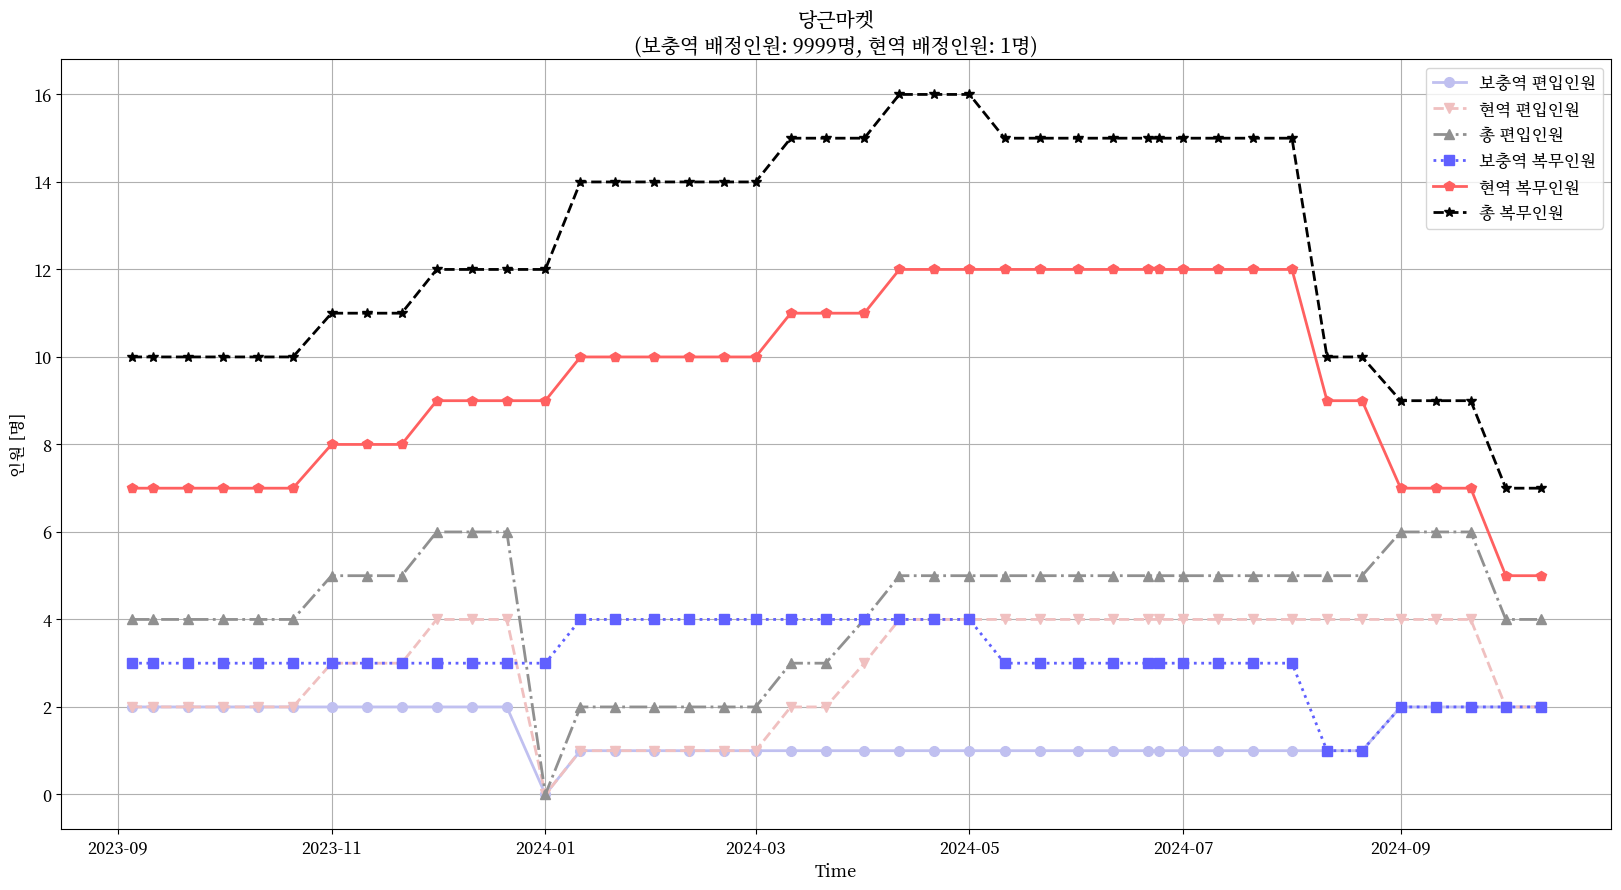 당근마켓
(보충역 배정인원: 9999명, 현역 배정인원: 1명)
보충역 편입인원
현역 편입인원
총 편입인원
보충역 복무인원
현역 복무인원
총 복무인원
16
14
12
10
8
6
4
2
0
인원 [명]
2023-09
2023-11
2024-01
2024-03
2024-05
2024-07
2024-09
Time